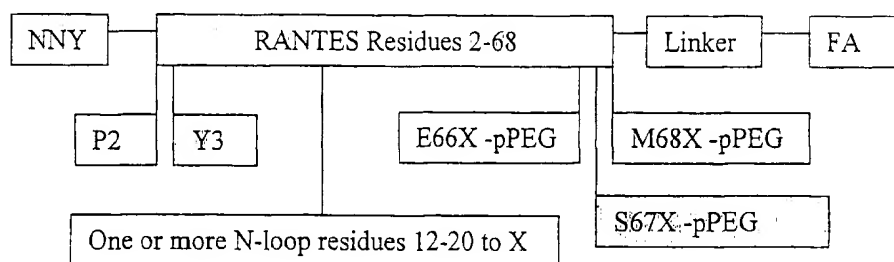 NNY
RANTES Residues 2-68
Linker
FA
P2
Y3
E66X -pPEG
M68X -pPEG
S67X -pPEG
One or more N-loop residues 12-20 to X